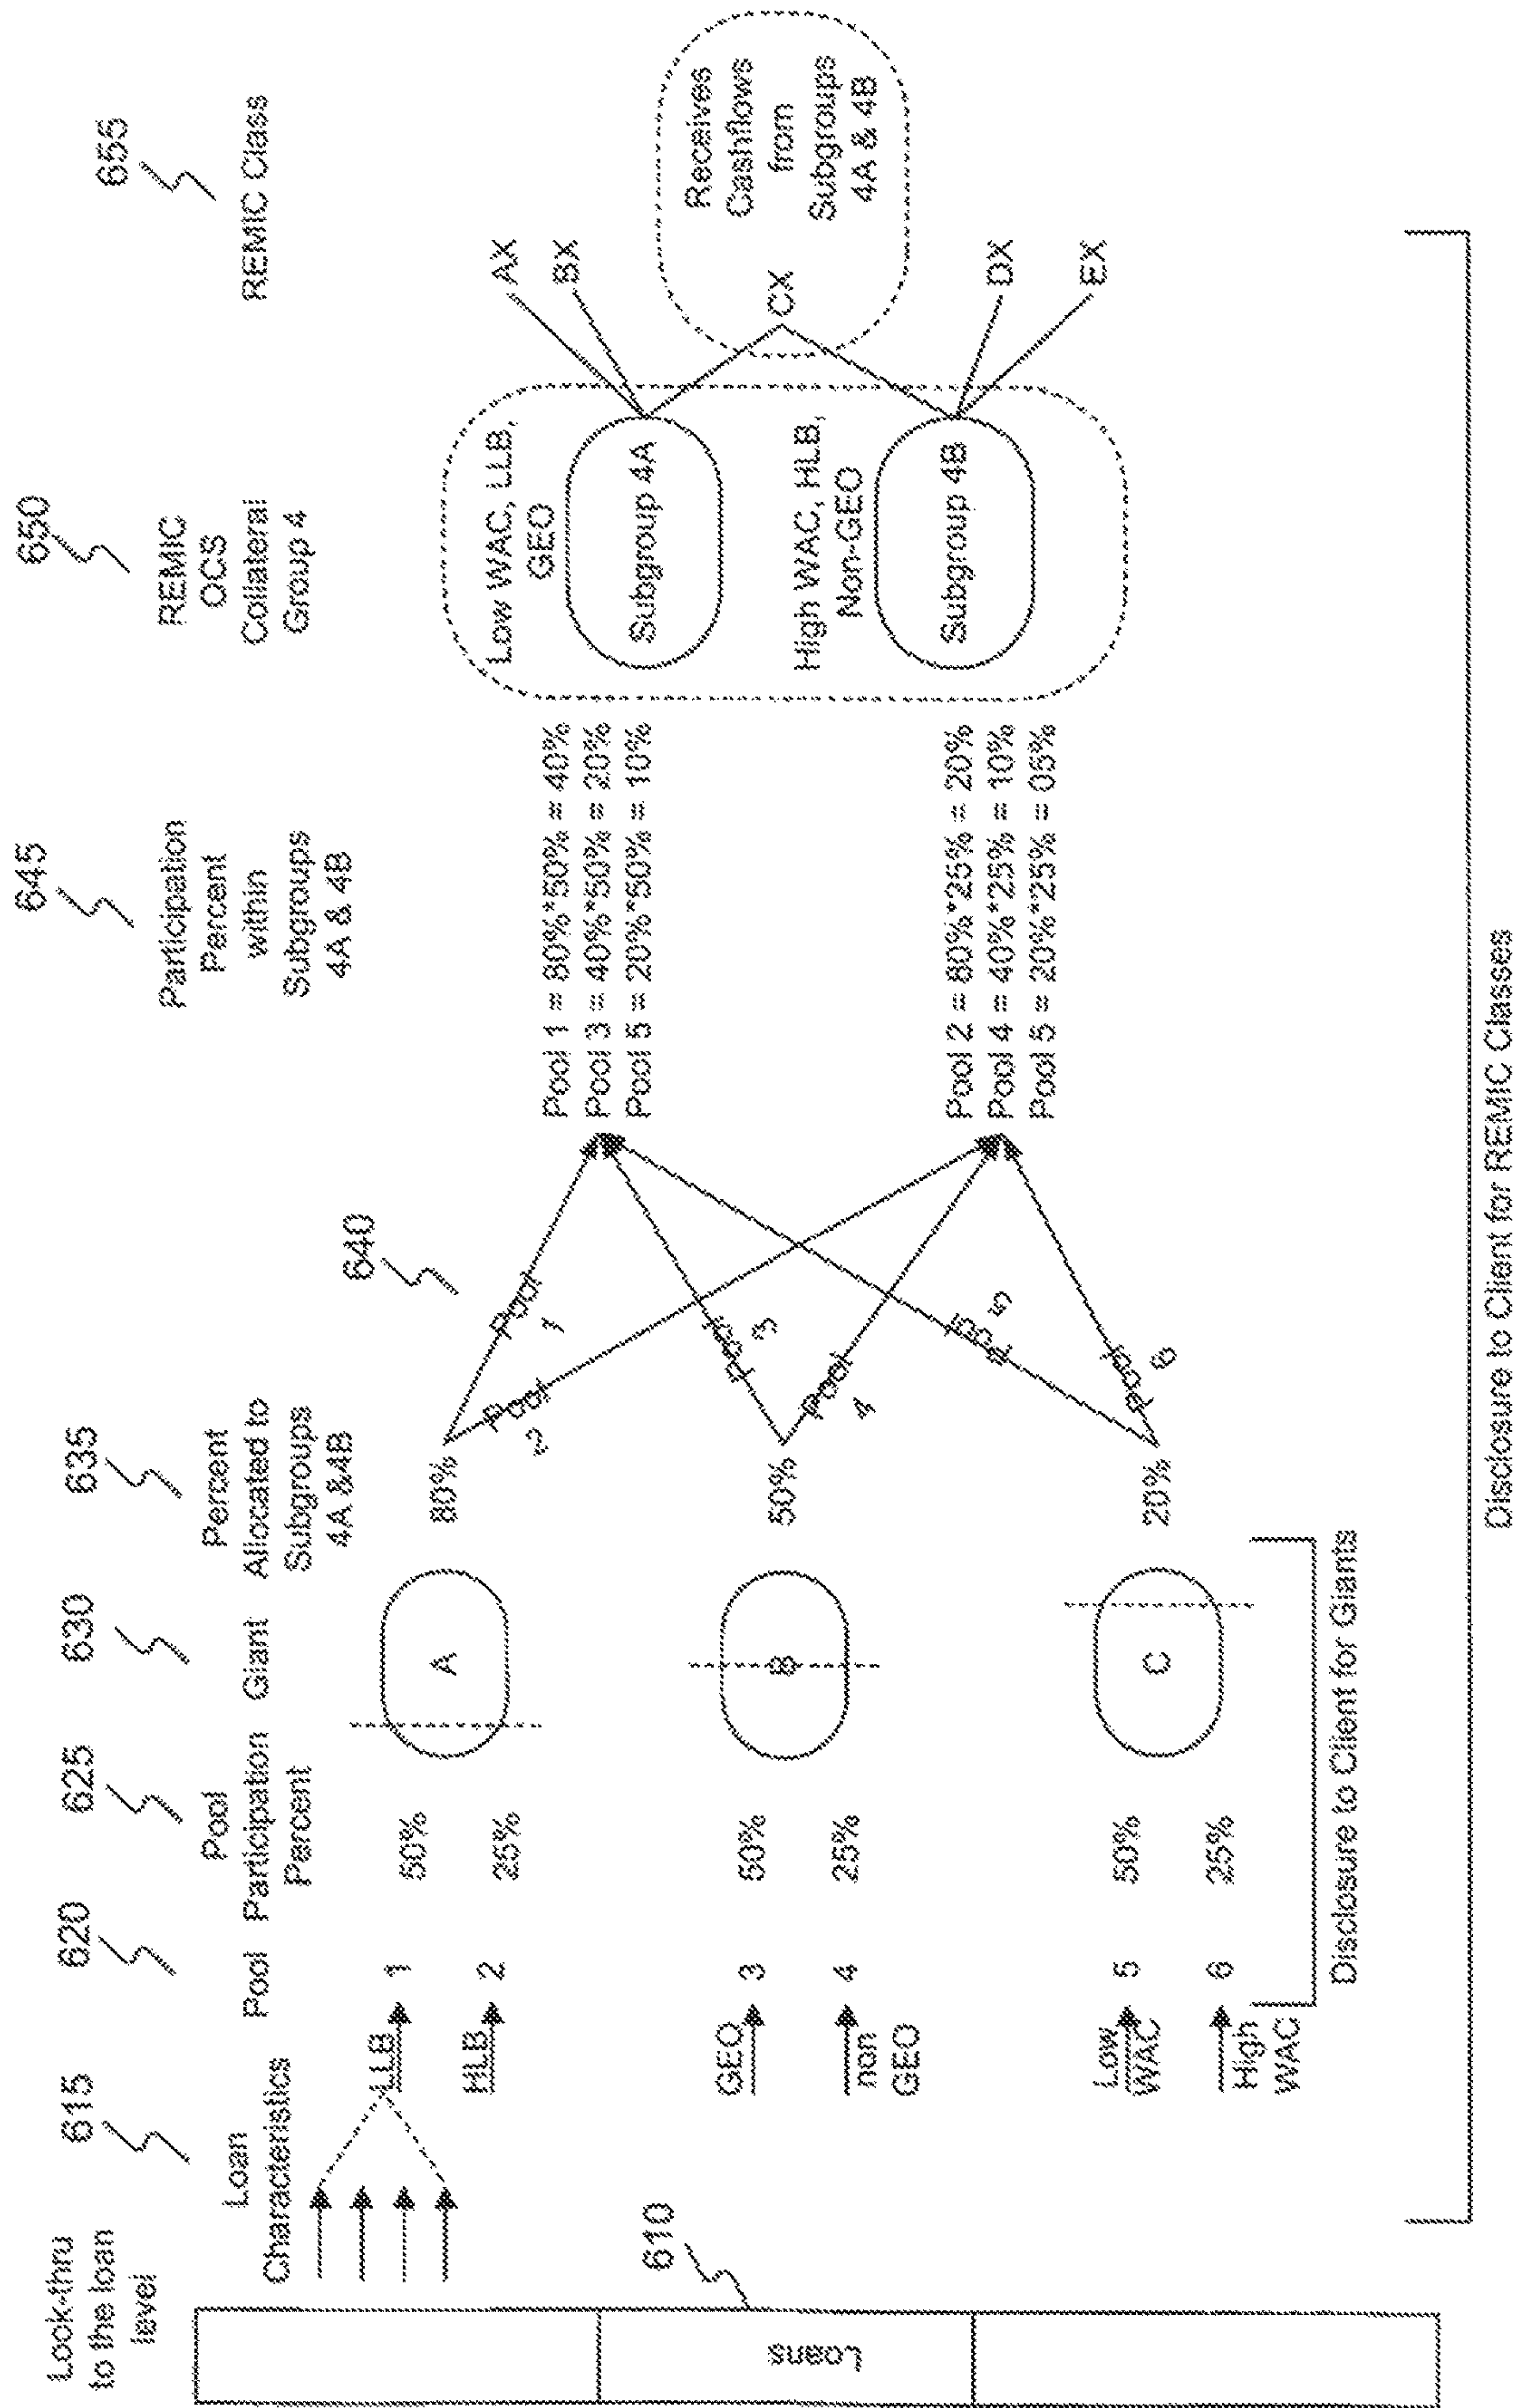 Look-thru
to the loan
level
615
Loan
Characteristics
620
Pool
625
Pool
Participation
Percent
630
Giant
635
Percent
Allocated to
Subgroups
4A &4B
640
645
Participation
Percent
within
Subgroups
4A & 4B
650
REMIC
OCS
Collateral
Group 4
655
REMIC Class
610
Loans
LLB
1
50%
HLB
2
25%
A
80%
Pool
1
Pool
2
GEO
3
50%
non
GEO
4
25%
B
50%
Pool
3
Pool
4
Low
WAC
5
50%
High
WAC
6
25%
C
20%
Pool
5
Pool
6
Pool 1 = 80%*50% = 40%
Pool 3 = 40%*50% = 20%
Pool 5 = 20%*50% = 10%
Pool 2 = 80%*25% = 20%
Pool 4 = 40%*25% = 10%
Pool 5 = 20%*25% = 05%
Low WAC, LLB,
GEO
Subgroup 4A
High WAC, HLB,
Non-GEO
Subgroup 4B
AX
BX
CX
DX
EX
Receives
Cashflows
from
Subgroups
4A & 4B
Disclosure to Client for Giants
Disclosure to Client for REMIC Classes